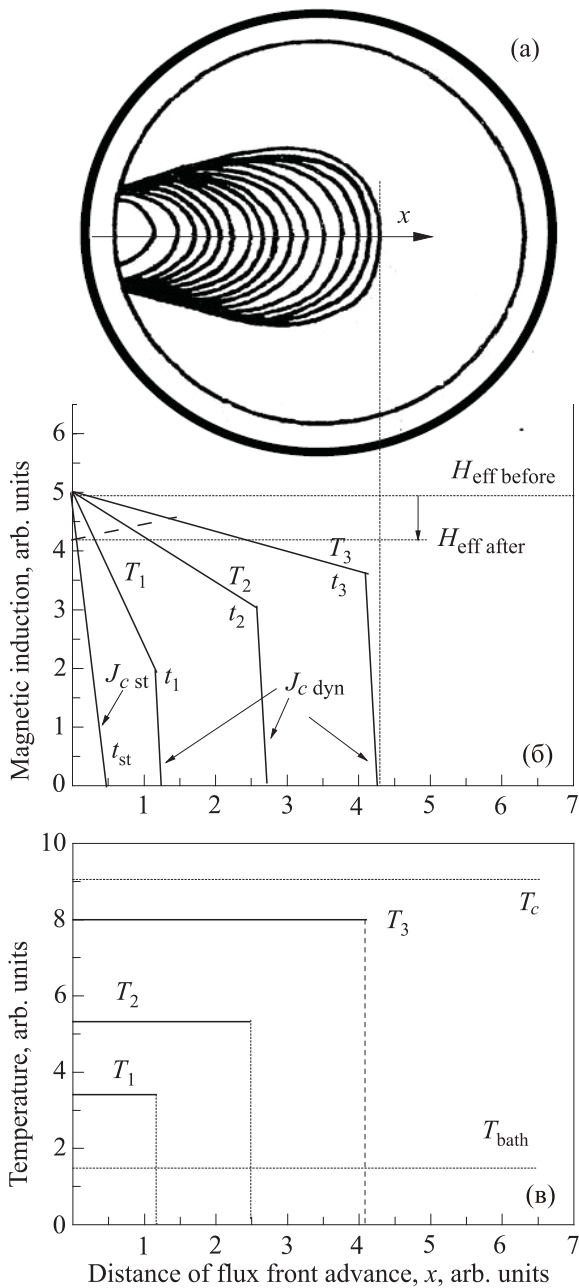 (а)
x
6
H_eff before
5
H_eff after
4
T_3
T_1
T_2
t_3
3
t_2
2
J_c st
t_1
J_c dyn
1
t_st
(б)
0
1 2 3 4 5 6 7
Magnetic induction, arb. units
10
T_c
8
T_3
6
T_2
4
T_1
T_bath
2
(в)
0
1 2 3 4 5 6 7
Temperature, arb. units
Distance of flux front advance, x, arb. units